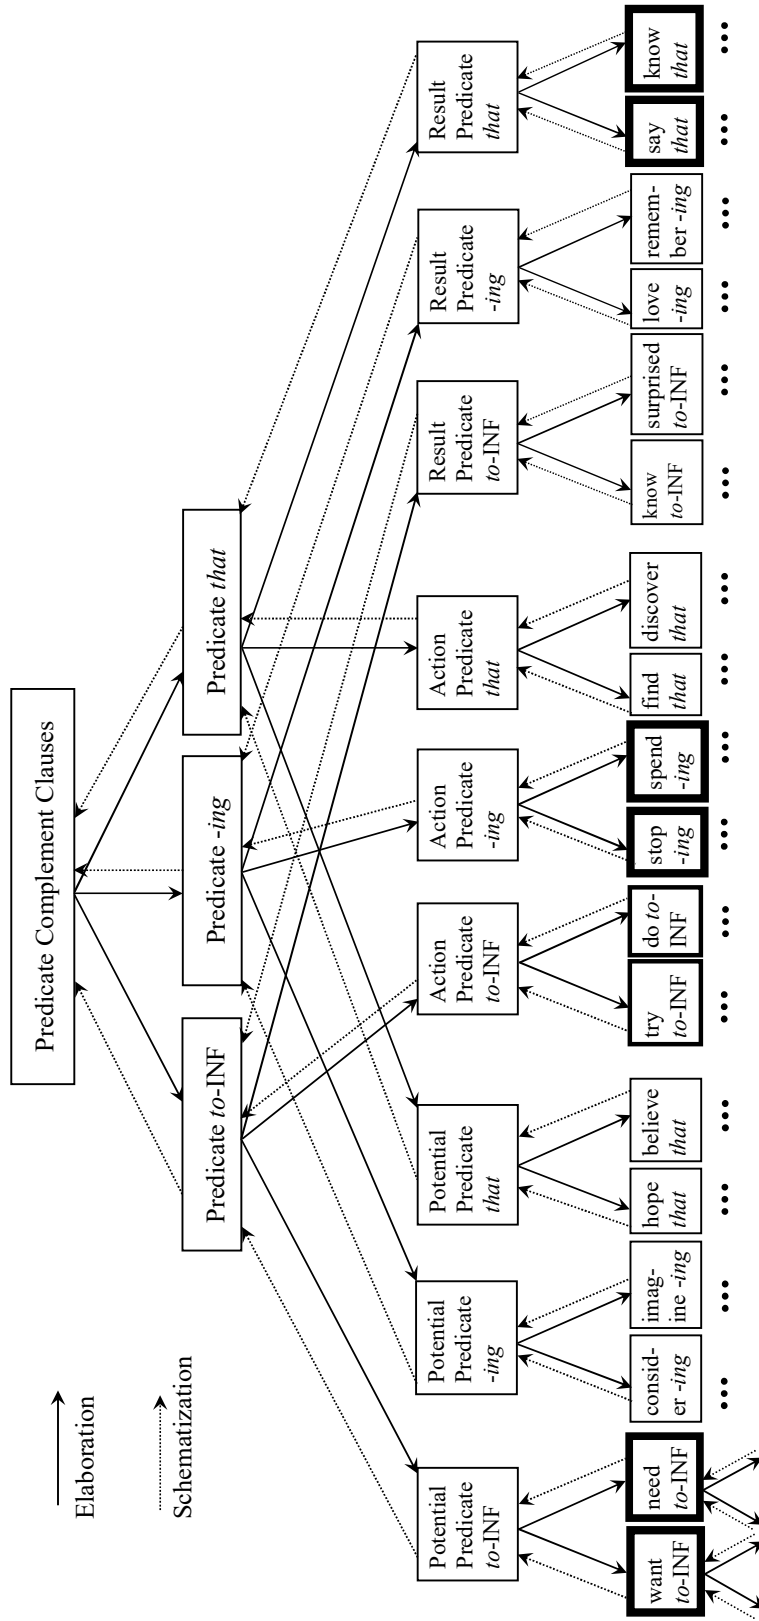 Predicate Complement Clauses
Elaboration
Schematization
Predicate to-INF
Predicate -ing
Predicate that
Potential
Predicate
to-INF
Potential
Predicate
-ing
Potential
Predicate
that
Action
Predicate
to-INF
Action
Predicate
-ing
Action
Predicate
that
Result
Predicate
to-INF
Result
Predicate
-ing
Result
Predicate
that
want
to-INF
need
to-INF
consid-
er -ing
imag-
ine -ing
hope
that
believe
that
try
to-INF
do to-
INF
stop
-ing
spend
-ing
find
that
discover
that
know
to-INF
surprised
to-INF
love
-ing
remem-
ber -ing
say
that
know
that
... ... ... ... ... ... ... ... ... ... ... ... ... ... ... ...